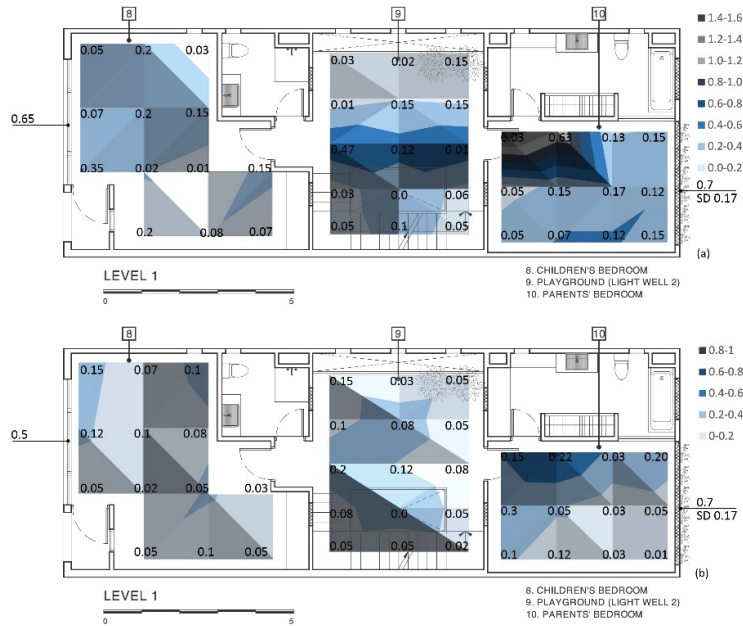 8 9 10
0.05 0.2 0.03 0.03 0.02 0.15
0.65 0.07 0.2 0.15 0.01 0.15 0.15 0.03 0.63 0.13 0.15
0.35 0.02 0.01 0.15 0.47 0.12 0.01 0.05 0.15 0.17 0.12
0.03 0.0 0.06
0.2 0.08 0.07 0.05 0.1 0.05 0.05 0.07 0.12 0.15
1.4-1.6
1.2-1.4
1.0-1.2
0.8-1.0
0.6-0.8
0.4-0.6
0.2-0.4
0.0-0.2
0.7
SD 0.17
(a)
LEVEL 1
0 5
8. CHILDREN'S BEDROOM
9. PLAYGROUND (LIGHT WELL 2)
10. PARENTS' BEDROOM
8 9 10
0.15 0.07 0.1 0.15 0.03 0.05
0.5 0.12 0.1 0.08 0.1 0.08 0.05 0.15 0.22 0.03 0.20
0.05 0.02 0.05 0.03 0.2 0.12 0.08 0.3 0.05 0.03 0.05
0.08 0.0 0.05
0.05 0.1 0.05 0.05 0.05 0.02 0.1 0.12 0.03 0.01
0.8-1
0.6-0.8
0.4-0.6
0.2-0.4
0-0.2
0.7
SD 0.17
(b)
LEVEL 1
0 5
8. CHILDREN'S BEDROOM
9. PLAYGROUND (LIGHT WELL 2)
10. PARENTS' BEDROOM